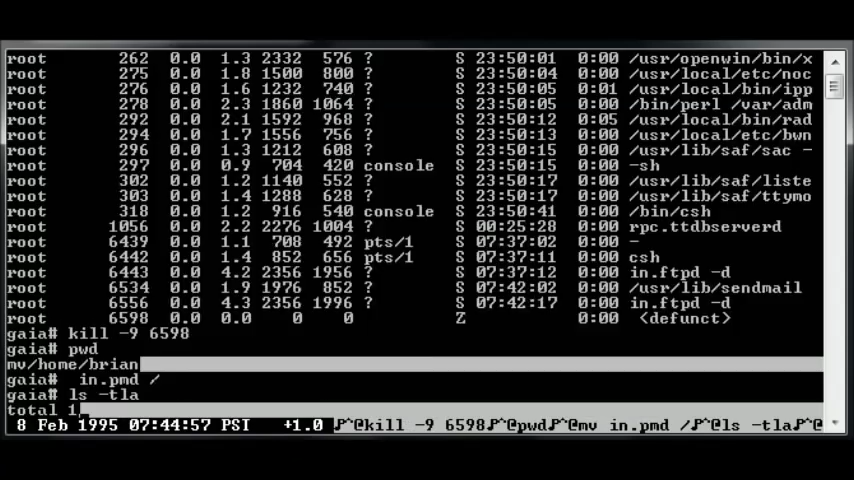 root 262 0.0 1.3 2332 576 ? S 23:50:01 0:00 /usr/openwin/bin/x
root 275 0.0 1.8 1500 800 ? S 23:50:04 0:00 /usr/local/etc/noc
root 276 0.0 1.6 1232 740 ? S 23:50:05 0:01 /usr/local/bin/ipp
root 278 0.0 2.3 1860 1064 ? S 23:50:05 0:00 /bin/perl /var/adm
root 292 0.0 2.1 1592 968 ? S 23:50:12 0:05 /usr/local/bin/rad
root 294 0.0 1.7 1556 756 ? S 23:50:13 0:00 /usr/local/etc/bwn
root 296 0.0 1.3 1212 608 ? S 23:50:15 0:00 /usr/lib/saf/sac -
root 297 0.0 0.9 704 420 console S 23:50:15 0:00 -sh
root 302 0.0 1.2 1140 552 ? S 23:50:17 0:00 /usr/lib/saf/liste
root 303 0.0 1.4 1288 628 ? S 23:50:17 0:00 /usr/lib/saf/ttymo
root 318 0.0 1.2 916 540 console S 23:50:41 0:00 /bin/csh
root 1056 0.0 2.2 2276 1004 ? S 00:25:28 0:00 rpc.ttdbserverd
root 6439 0.0 1.1 708 492 pts/1 S 07:37:02 0:00 -
root 6442 0.0 1.4 852 656 pts/1 S 07:37:11 0:00 csh
root 6443 0.0 4.2 2356 1956 ? S 07:37:12 0:00 in.ftpd -d
root 6534 0.0 1.9 1976 852 ? S 07:42:02 0:00 /usr/lib/sendmail
root 6556 0.0 4.3 2356 1996 ? S 07:42:17 0:00 in.ftpd -d
root 6598 0.0 0.0 0 0 Z 0:00 <defunct>
gaia# kill -9 6598
gaia# pwd
mv/home/brian
gaia# in.pmd /
gaia# ls -tla
total 1
8 Feb 1995 07:44:57 PSI +1.0 ♪^@kill -9 6598♪^@pwd♪^@mv in.pmd /♪^@ls -tla♪^@